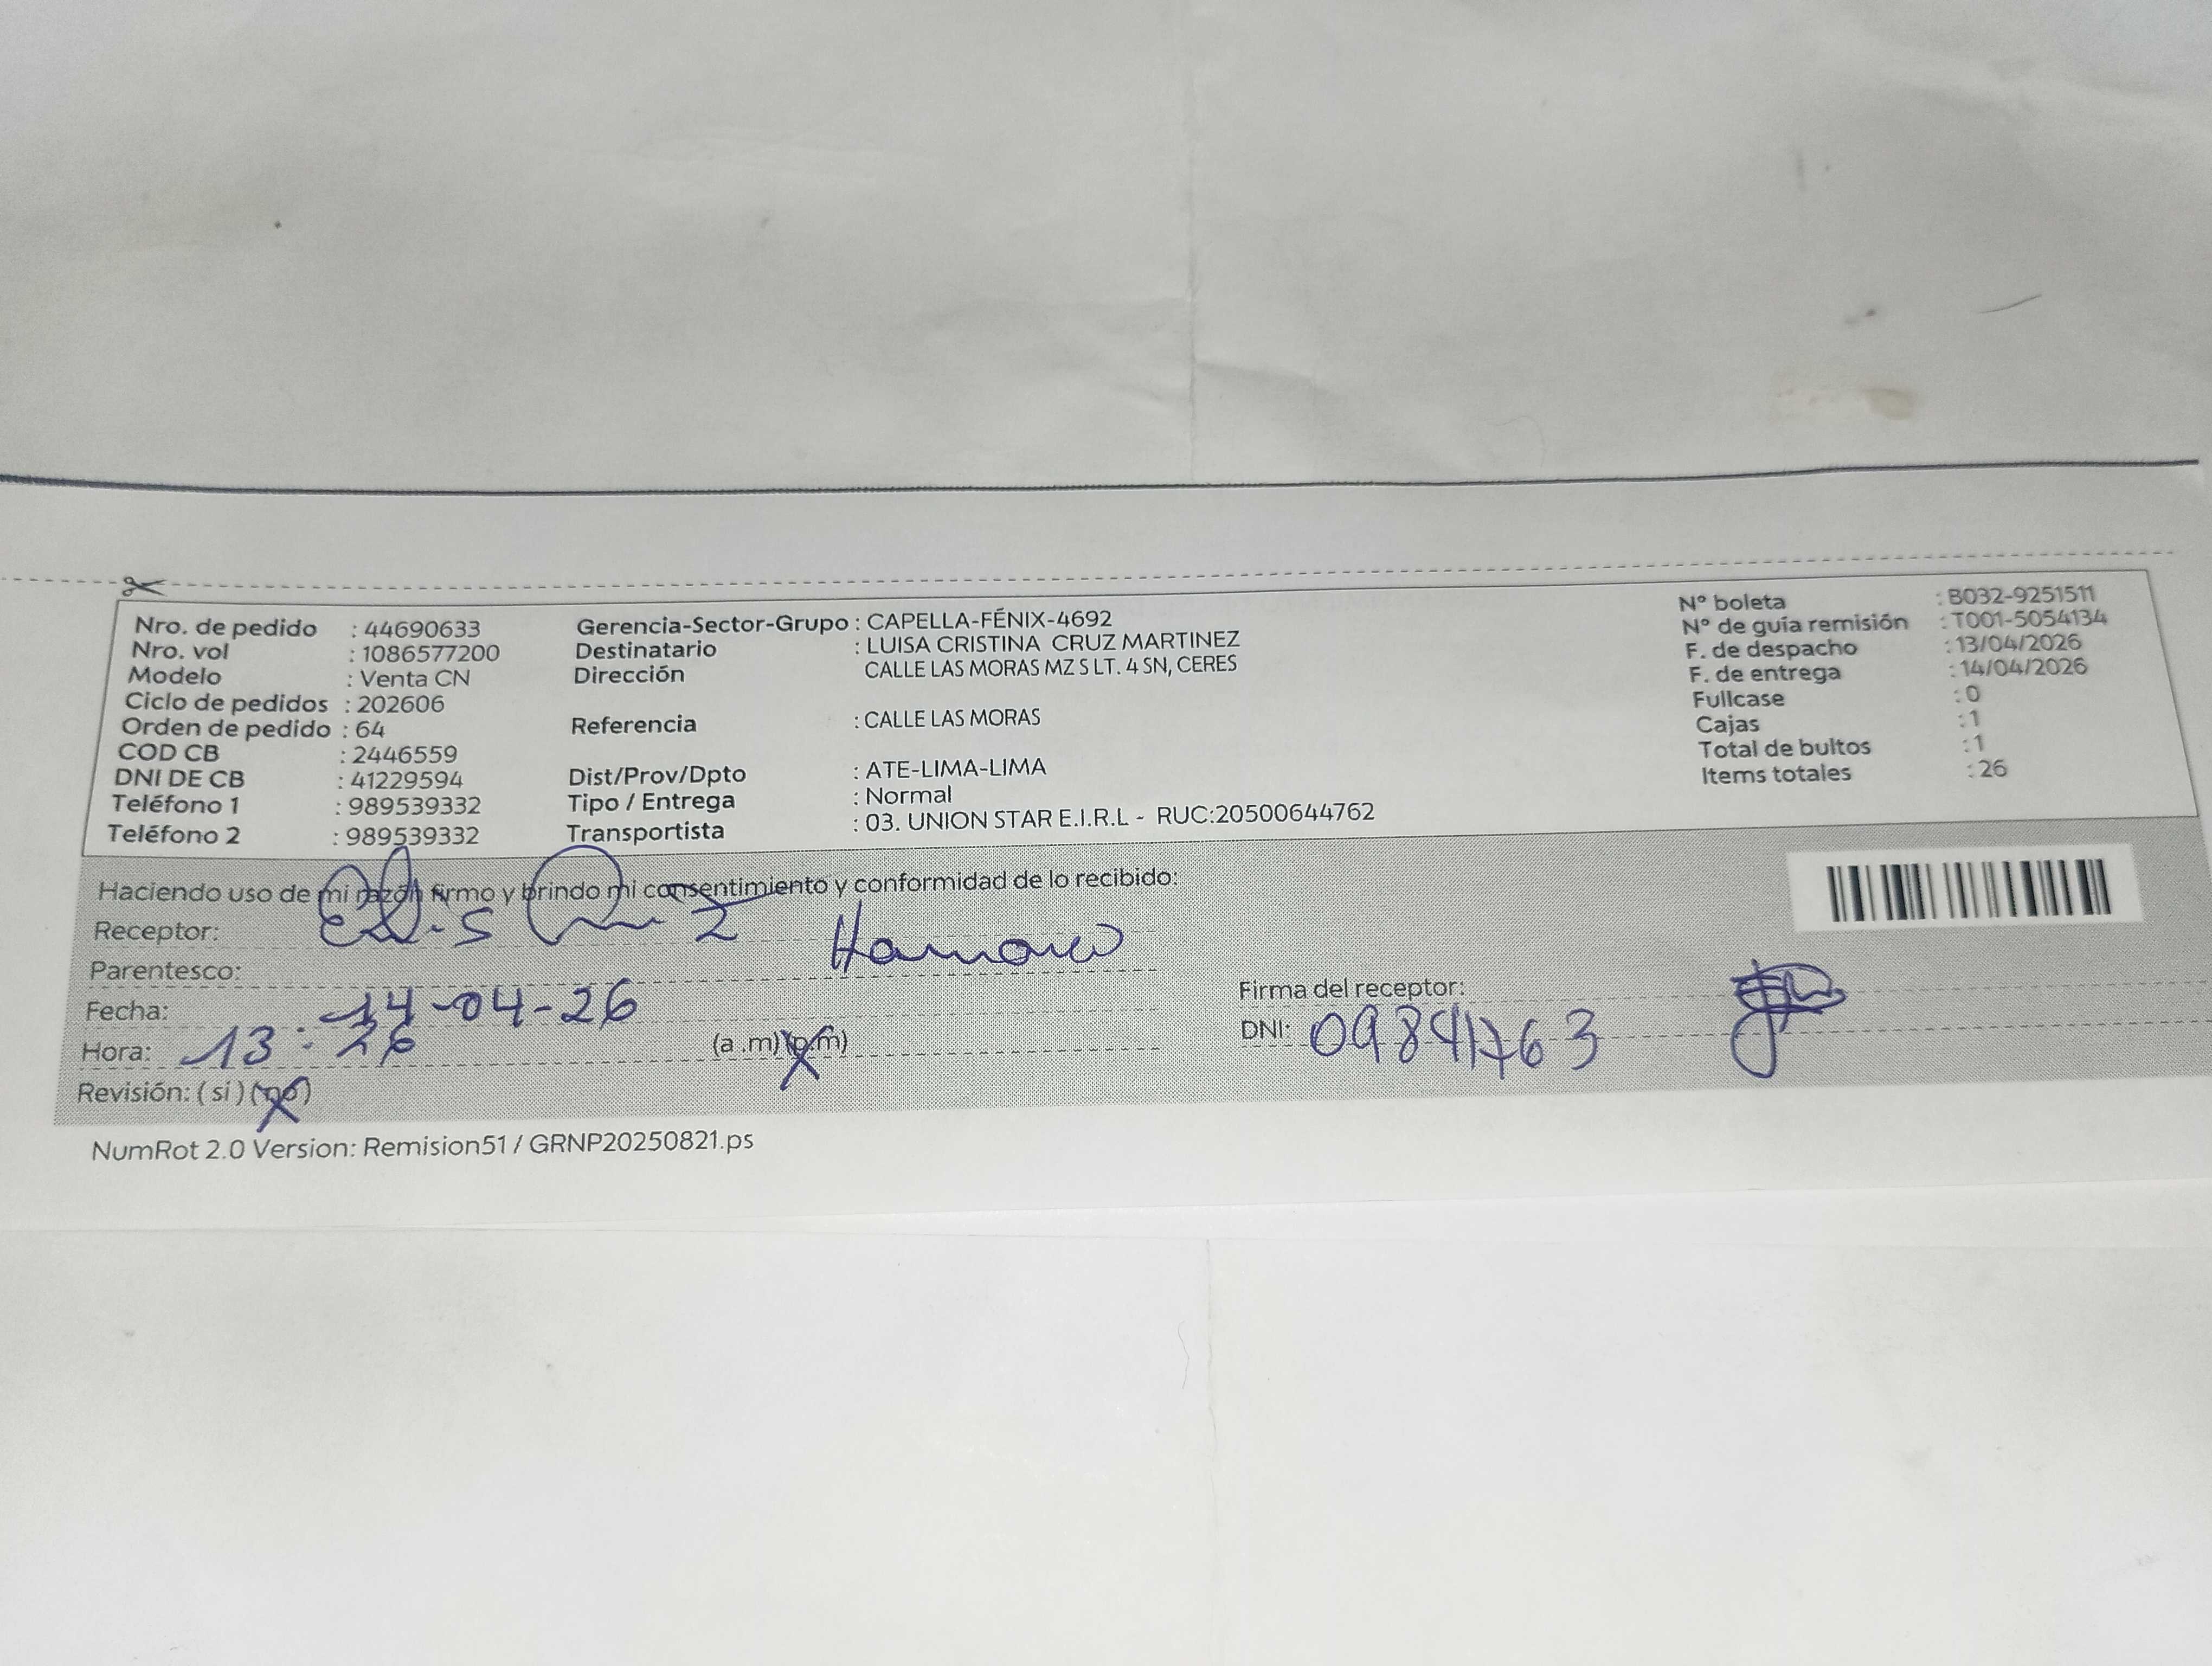 Nro. de pedido : 44690633
Nro. vol : 1086577200
Modelo : Venta CN
Ciclo de pedidos : 202606
Orden de pedido : 64
COD CB : 2446559
DNI DE CB : 41229594
Teléfono 1 : 989539332
Teléfono 2 : 989539332
Gerencia-Sector-Grupo : CAPELLA-FÉNIX-4692
Destinatario : LUISA CRISTINA CRUZ MARTINEZ
Dirección CALLE LAS MORAS MZ S LT. 4 SN, CERES
Referencia : CALLE LAS MORAS
Dist/Prov/Dpto : ATE-LIMA-LIMA
Tipo / Entrega : Normal
Transportista : 03. UNION STAR E.I.R.L - RUC:20500644762
N° boleta : B032-9251511
N° de guía remisión : T001-5054134
F. de despacho : 13/04/2026
F. de entrega : 14/04/2026
Fullcase : 0
Cajas : 1
Total de bultos : 1
Items totales : 26
Haciendo uso de mi razón firmo y brindo mi consentimiento y conformidad de lo recibido:
Receptor:
Parentesco:
Fecha: 14-04-26
Hora: 13:26 (a .m) (p.m)
Revisión: ( si ) (no)
Firma del receptor:
DNI: 09841763
NumRot 2.0 Version: Remision51 / GRNP20250821.ps